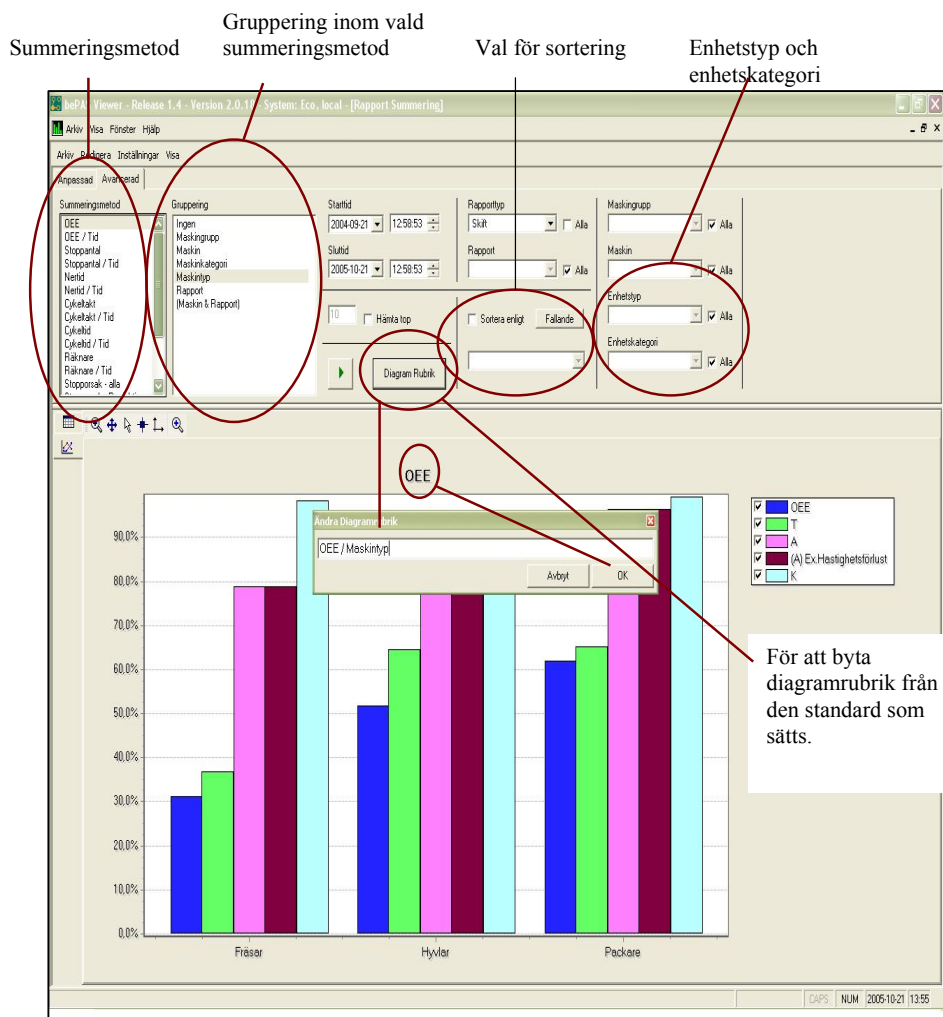 Gruppering inom vald
Summeringsmetod
summeringsmetod
Val för sortering
Enhetstyp och
enhetskategori
Viewer - Release 1.4 - Version 2.0.18 - System: Eco, local - [Rapport Summering]
Arkiv Visa Fönster Hjälp
Arkiv Redigera Inställningar Visa
Anpassad Avancerad
Summeringsmetod
OEE
OEE / Tid
Stoppantal
Stoppantal / Tid
Nertid
Nertid / Tid
Cykeltakt
Cykeltakt / Tid
Cykeltid
Cykeltid / Tid
Räknare
Räknare / Tid
Stopporsak - alla
Gruppering
Ingen
Maskingrupp
Maskin
Maskinkategori
Maskintyp
Rapport
(Maskin & Rapport)
Starttid
2004-09-21 12:58:53
Sluttid
2005-10-21 12:58:53
10 Hämta top
Diagram Rubrik
Rapporttyp
Skift Alla
Rapport
Alla
Sortera enligt Fallande
Maskingrupp
Alla
Maskin
Alla
Enhetstyp
Alla
Enhetskategori
Alla
OEE
Ändra Diagramrubrik
OEE / Maskintyp
Avbryt OK
OEE
T
A
(A) Ex.Hastighetsförlust
K
90,0%
80,0%
70,0%
60,0%
50,0%
40,0%
30,0%
20,0%
10,0%
0,0%
Fräsar Hyvlar Packare
För att byta
diagramrubrik från
den standard som
sätts.
CAPS NUM 2005-10-21 13:55